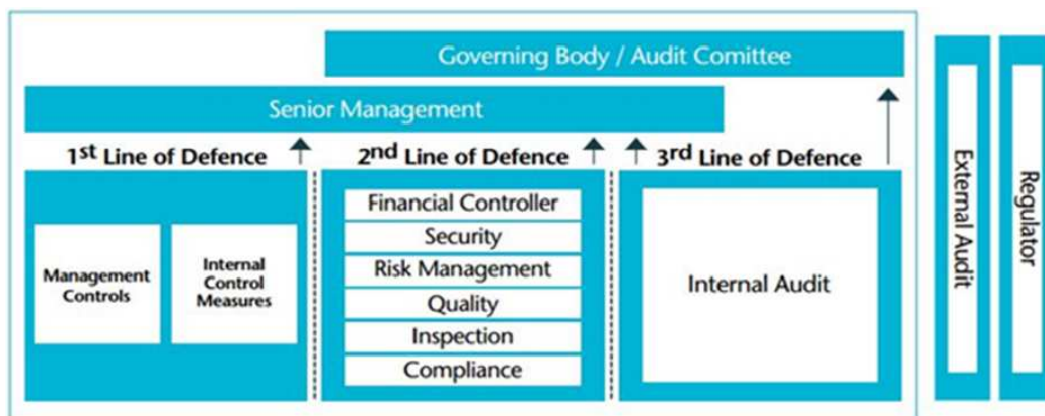 Governing Body / Audit Comittee
Senior Management
1st Line of Defence
2nd Line of Defence
3rd Line of Defence
Management
Controls
Internal
Control
Measures
Financial Controller
Security
Risk Management
Quality
Inspection
Compliance
Internal Audit
External Audit
Regulator